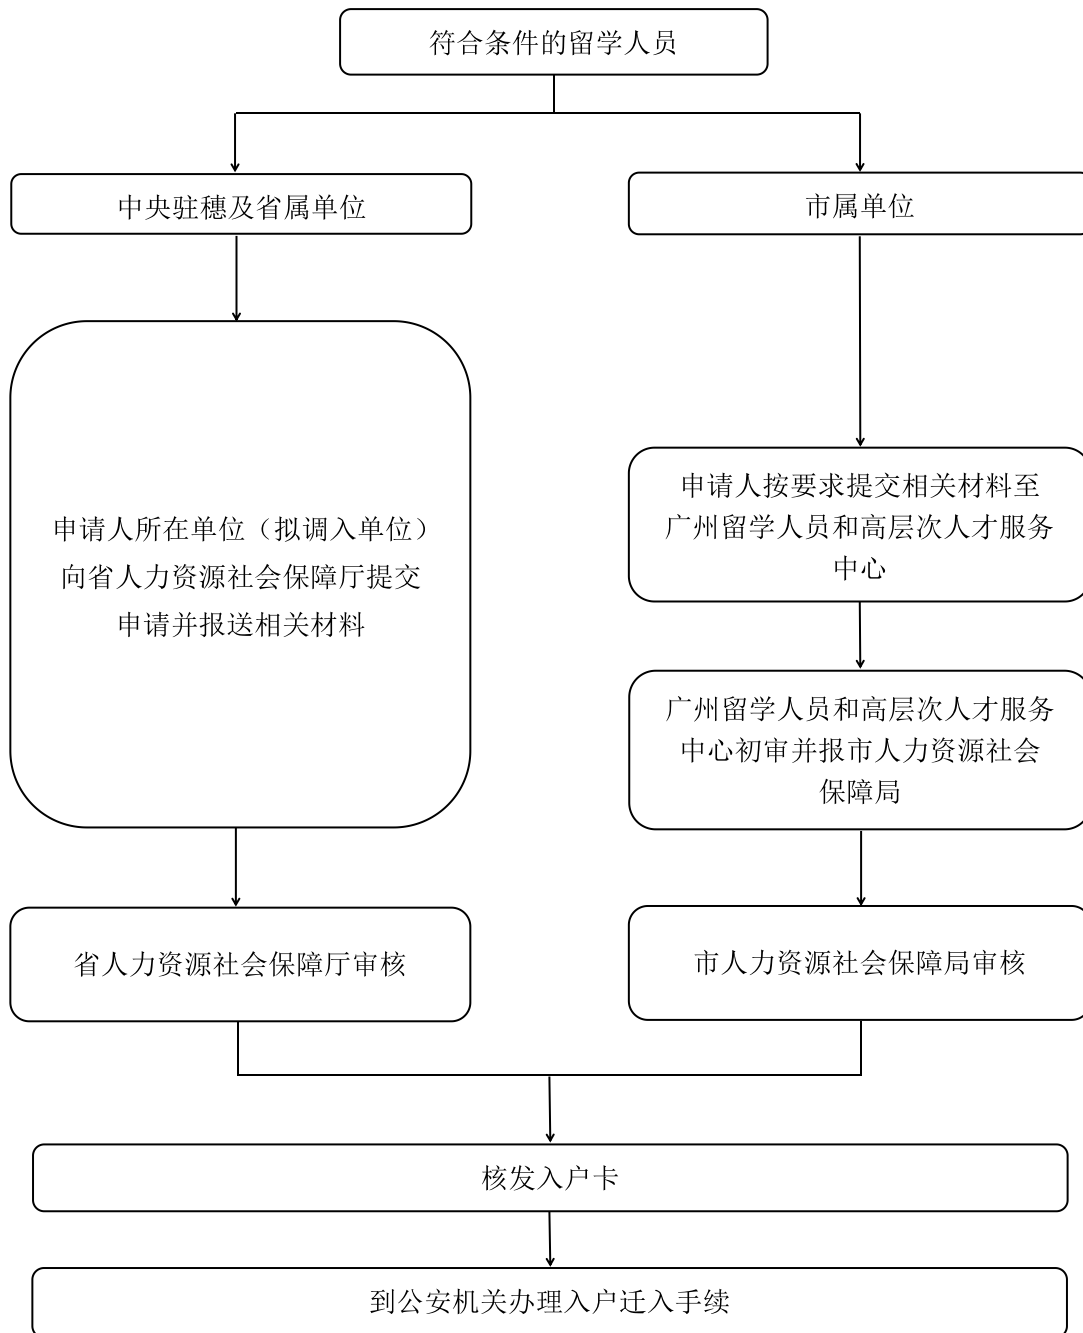 符合条件的留学人员
中央驻穗及省属单位
市属单位
申请人所在单位（拟调入单位）
向省人力资源社会保障厅提交
申请并报送相关材料
申请人按要求提交相关材料至
广州留学人员和高层次人才服务
中心
广州留学人员和高层次人才服务
中心初审并报市人力资源社会
保障局
省人力资源社会保障厅审核
市人力资源社会保障局审核
核发入户卡
到公安机关办理入户迁入手续